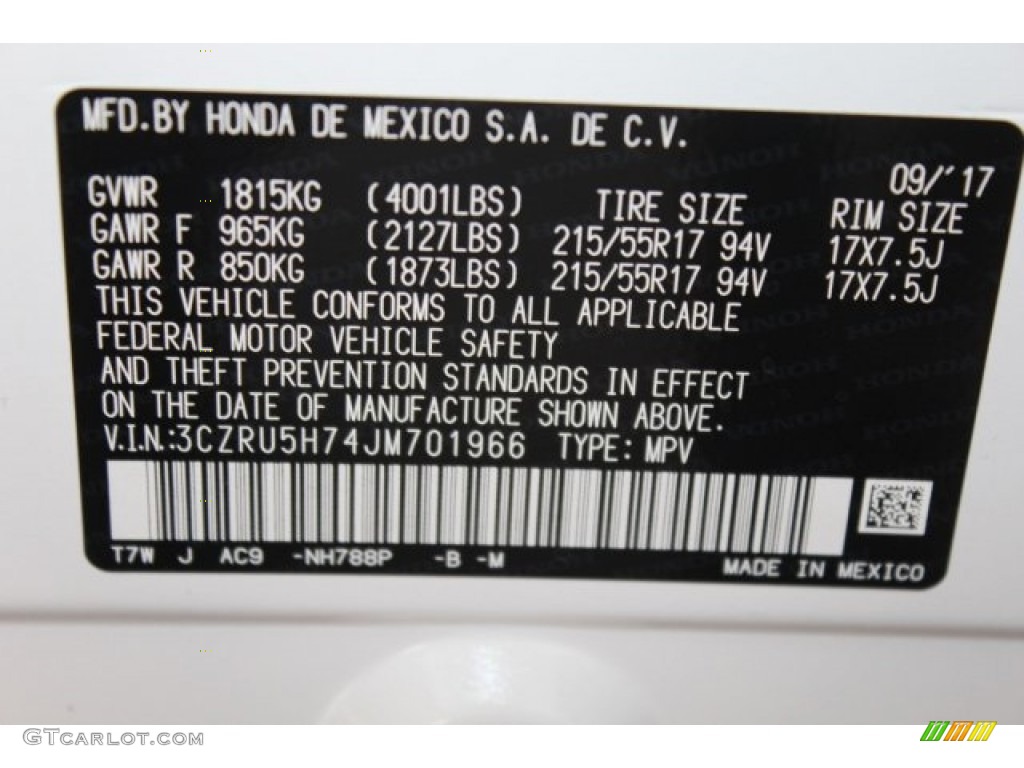 MFD.BY HONDA DE MEXICO S.A. DE C.V.
09/'17
GVWR 1815KG (4001LBS) TIRE SIZE RIM SIZE
GAWR F 965KG (2127LBS) 215/55R17 94V 17X7.5J
GAWR R 850KG (1873LBS) 215/55R17 94V 17X7.5J
THIS VEHICLE CONFORMS TO ALL APPLICABLE
FEDERAL MOTOR VEHICLE SAFETY
AND THEFT PREVENTION STANDARDS IN EFFECT
ON THE DATE OF MANUFACTURE SHOWN ABOVE.
V.I.N.:3CZRU5H74JM701966 TYPE: MPV
T7W J AC9 -NH788P -B -M MADE IN MEXICO
GTCarLot.com